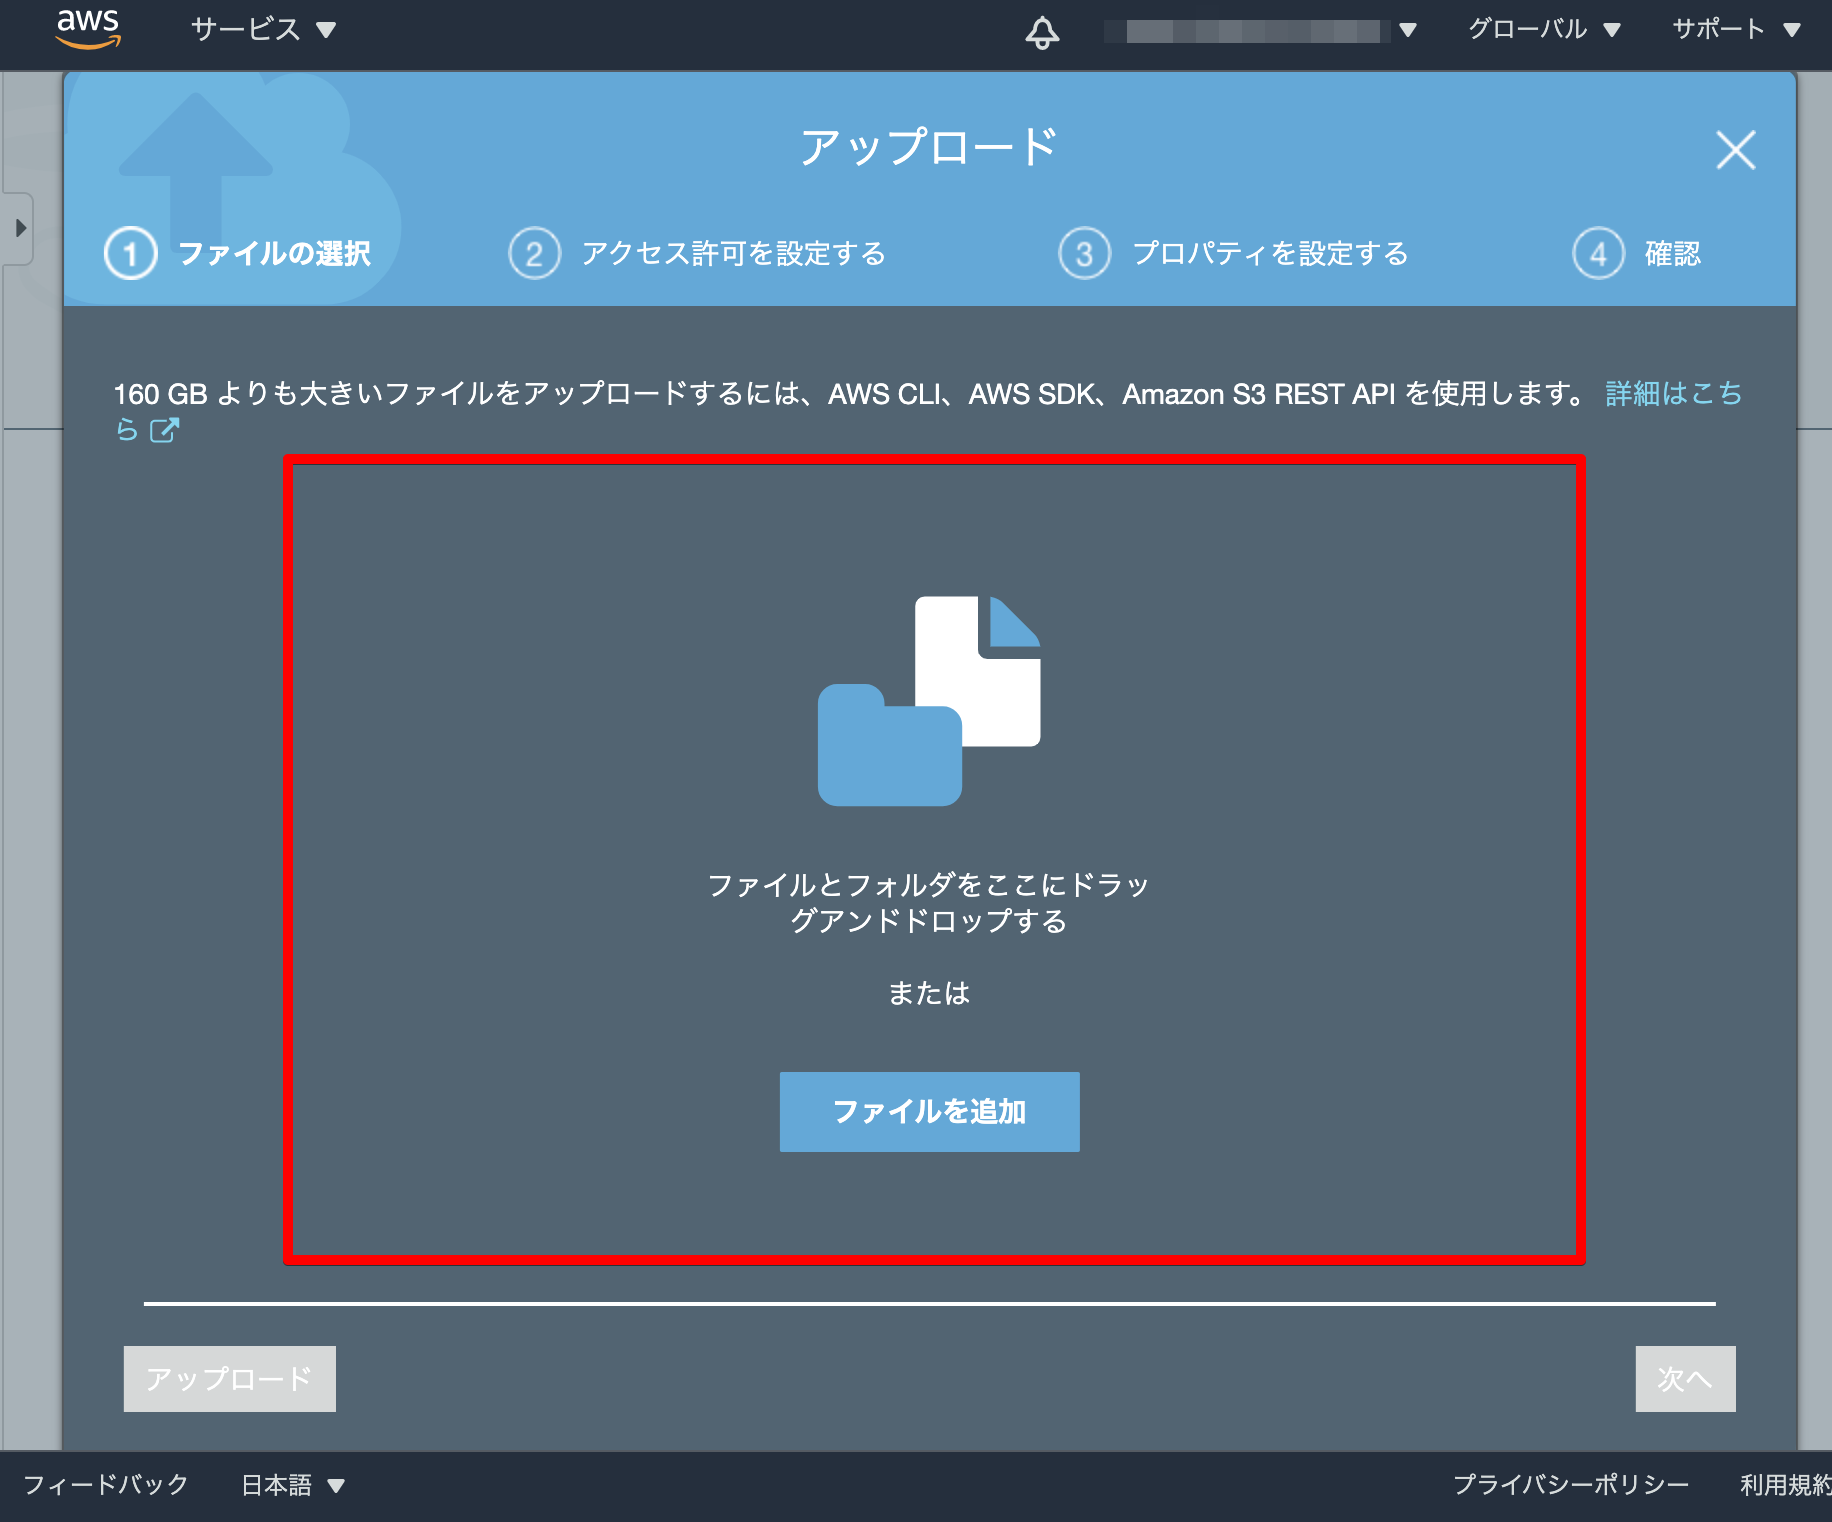 aws サービス グローバル サポート
アップロード
1 ファイルの選択 2 アクセス許可を設定する 3 プロパティを設定する 4 確認
160 GB よりも大きいファイルをアップロードするには、AWS CLI、AWS SDK、Amazon S3 REST API を使用します。 詳細はこち
ら
ファイルとフォルダをここにドラッ
グアンドドロップする
または
ファイルを追加
アップロード 次へ
フィードバック 日本語 プライバシーポリシー 利用規約